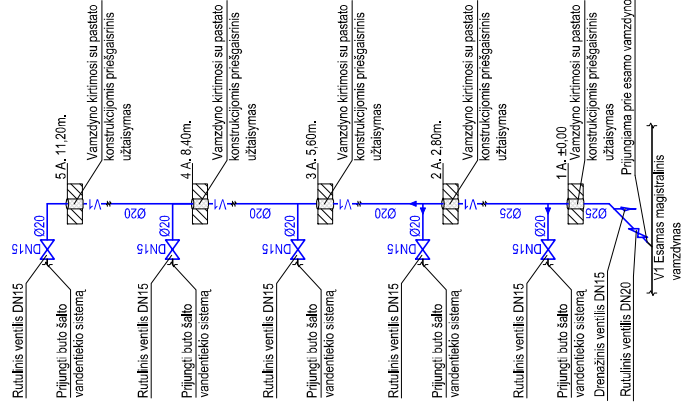 Rutulinis ventilis DN15
Prijungti buto šalto
vandentiekio sistemą
DN15
Ø20
5 A. 11,20m.
Vamzdyno kirtimosi su pastato
konstrukcijomis priešgaisrinis
užtaisymas
V1
Ø20
Rutulinis ventilis DN15
Prijungti buto šalto
vandentiekio sistemą
DN15
Ø20
4 A. 8,40m.
Vamzdyno kirtimosi su pastato
konstrukcijomis priešgaisrinis
užtaisymas
V1
Ø20
Rutulinis ventilis DN15
Prijungti buto šalto
vandentiekio sistemą
DN15
Ø20
3 A. 5,60m.
Vamzdyno kirtimosi su pastato
konstrukcijomis priešgaisrinis
užtaisymas
V1
Ø20
Rutulinis ventilis DN15
Prijungti buto šalto
vandentiekio sistemą
DN15
Ø20
2 A. 2,80m.
Vamzdyno kirtimosi su pastato
konstrukcijomis priešgaisrinis
užtaisymas
V1
Ø25
Rutulinis ventilis DN15
Prijungti buto šalto
vandentiekio sistemą
DN15
Ø20
1 A. ±0,00
Vamzdyno kirtimosi su pastato
konstrukcijomis priešgaisrinis
užtaisymas
Ø25
Drenažinis ventilis DN15
Rutulinis ventilis DN20
Prijungiama prie esamo vamzdyno
V1 Esamas magistralinis
vamzdynas